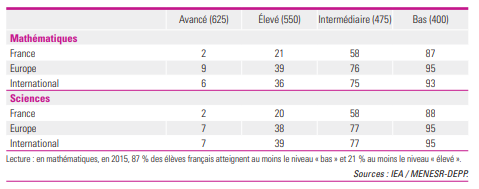 Avancé (625) Élevé (550) Intermédiaire (475) Bas (400)
Mathématiques
France 2 21 58 87
Europe 9 39 76 95
International 6 36 75 93
Sciences
France 2 20 58 88
Europe 7 38 77 95
International 7 39 77 95
Lecture : en mathématiques, en 2015, 87 % des élèves français atteignent au moins le niveau « bas » et 21 % au moins le niveau « élevé ».
Sources : IEA / MENESR-DEPP.